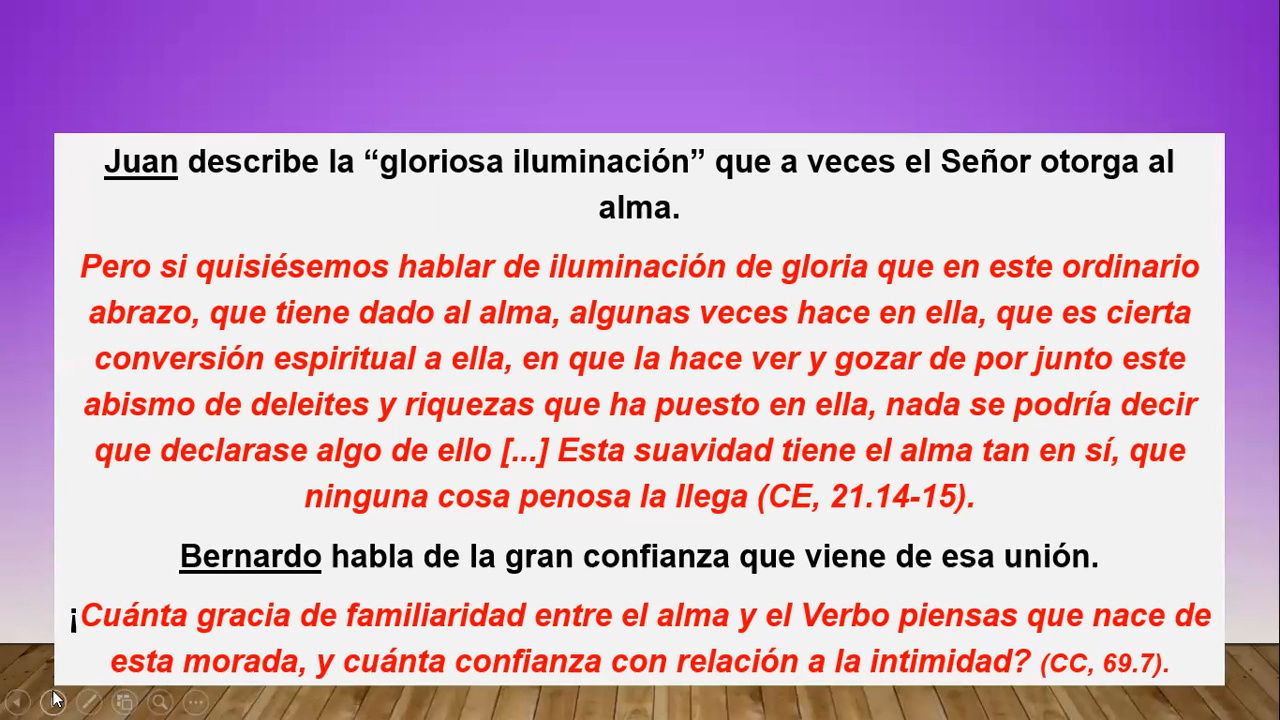 Juan describe la “gloriosa iluminación” que a veces el Señor otorga al
alma.
Pero si quisiésemos hablar de iluminación de gloria que en este ordinario
abrazo, que tiene dado al alma, algunas veces hace en ella, que es cierta
conversión espiritual a ella, en que la hace ver y gozar de por junto este
abismo de deleites y riquezas que ha puesto en ella, nada se podría decir
que declarase algo de ello [...] Esta suavidad tiene el alma tan en sí, que
ninguna cosa penosa la llega (CE, 21.14-15).
Bernardo habla de la gran confianza que viene de esa unión.
¡Cuánta gracia de familiaridad entre el alma y el Verbo piensas que nace de
esta morada, y cuánta confianza con relación a la intimidad? (CC, 69.7).